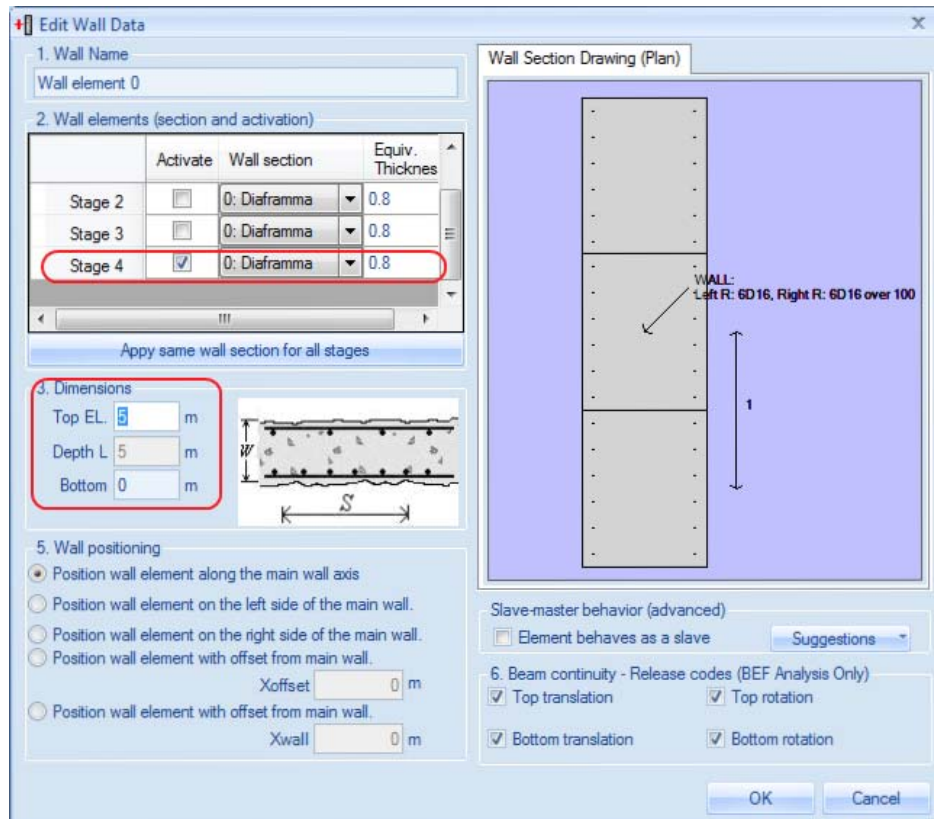 Edit Wall Data
1. Wall Name
Wall element 0
2. Wall elements (section and activation)
Activate Wall section Equiv. Thicknes
Stage 2 0: Diaframma 0.8
Stage 3 0: Diaframma 0.8
Stage 4 0: Diaframma 0.8
Appy same wall section for all stages
3. Dimensions
Top EL. 5 m
Depth L 5 m
Bottom 0 m
W
S
5. Wall positioning
Position wall element along the main wall axis
Position wall element on the left side of the main wall.
Position wall element on the right side of the main wall.
Position wall element with offset from main wall.
Xoffset 0 m
Position wall element with offset from main wall.
Xwall 0 m
Wall Section Drawing (Plan)
WALL:
Left R: 6D16, Right R: 6D16 over 100
1
Slave-master behavior (advanced)
Element behaves as a slave Suggestions
6. Beam continuity - Release codes (BEF Analysis Only)
Top translation Top rotation
Bottom translation Bottom rotation
OK Cancel